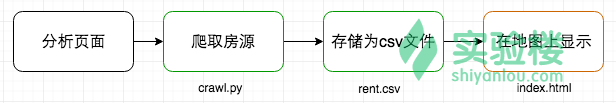 分析页面
爬取房源
存储为csv文件
在地图上显示
crawl.py
rent.csv
index.html
实验楼
shiyanlou.com